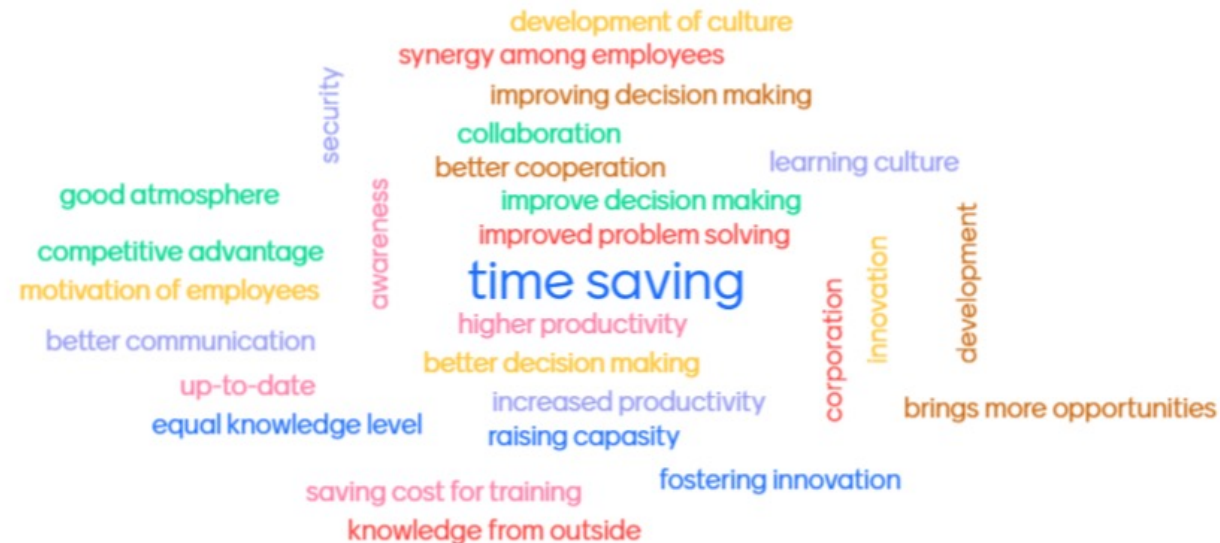 development of culture
synergy among employees
security
improving decision making
collaboration
better cooperation
learning culture
good atmosphere
awareness
improve decision making
development
competitive advantage
improved problem solving
innovation
motivation of employees
time saving
corporation
better communication
higher productivity
better decision making
up-to-date
increased productivity
brings more opportunities
equal knowledge level
raising capasity
fostering innovation
saving cost for training
knowledge from outside